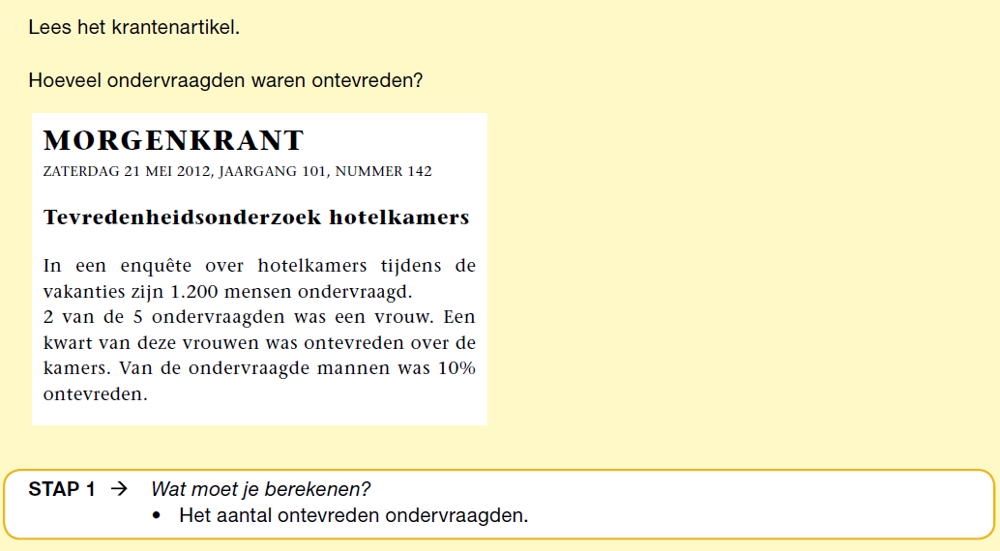 Lees het krantenartikel.
Hoeveel ondervraagden waren ontevreden?
MORGENKRANT
ZATERDAG 21 MEI 2012, JAARGANG 101, NUMMER 142
Tevredenheidsonderzoek hotelkamers
In een enquête over hotelkamers tijdens de
vakanties zijn 1.200 mensen ondervraagd.
2 van de 5 ondervraagden was een vrouw. Een
kwart van deze vrouwen was ontevreden over de
kamers. Van de ondervraagde mannen was 10%
ontevreden.
STAP 1 → Wat moet je berekenen?
• Het aantal ontevreden ondervraagden.